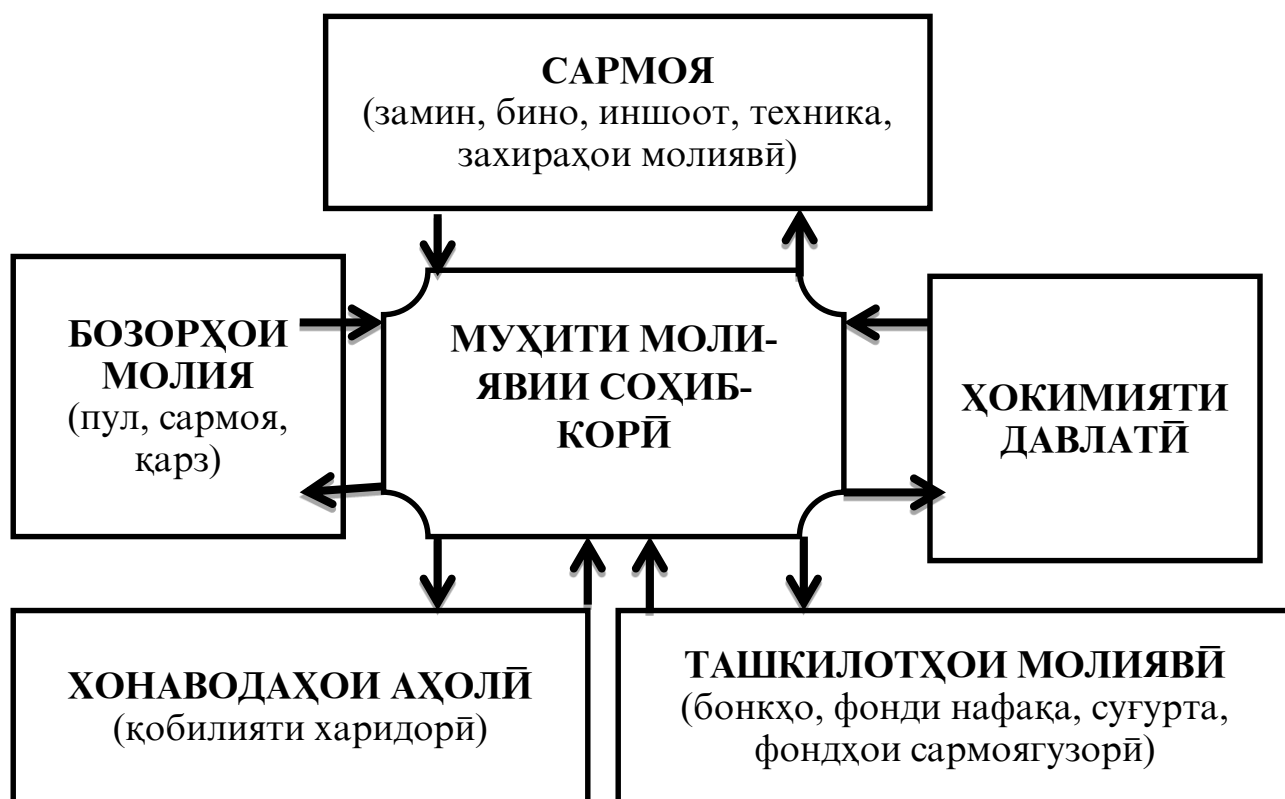 САРМОЯ
(замин, бино, иншоот, техника,
захираҳои молиявӣ)
БОЗОРҲОИ
МОЛИЯ
(пул, сармоя,
қарз)
МУҲИТИ МОЛИ-
ЯВИИ СОҲИБ-
КОРӢ
ҲОКИМИЯТИ
ДАВЛАТӢ
ХОНАВОДАҲОИ АҲОЛӢ
(қобилияти харидорӣ)
ТАШКИЛОТҲОИ МОЛИЯВӢ
(бонкҳо, фонди нафақа, суғурта,
фондҳои сармоягузорӣ)